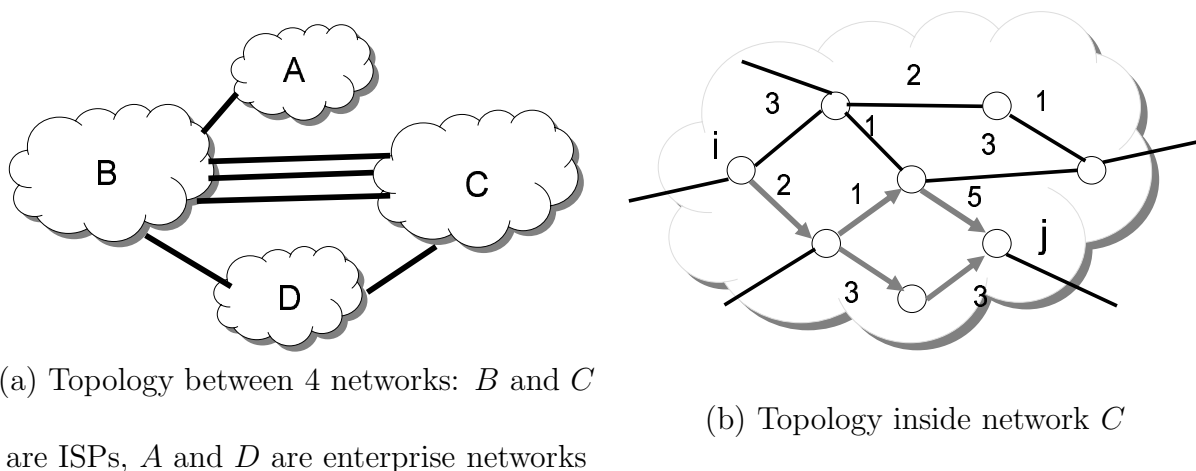 A
B
C
D
2
3
1
1
i
3
2
1
5
j
3
3
(a) Topology between 4 networks: B and C
are ISPs, A and D are enterprise networks
(b) Topology inside network C